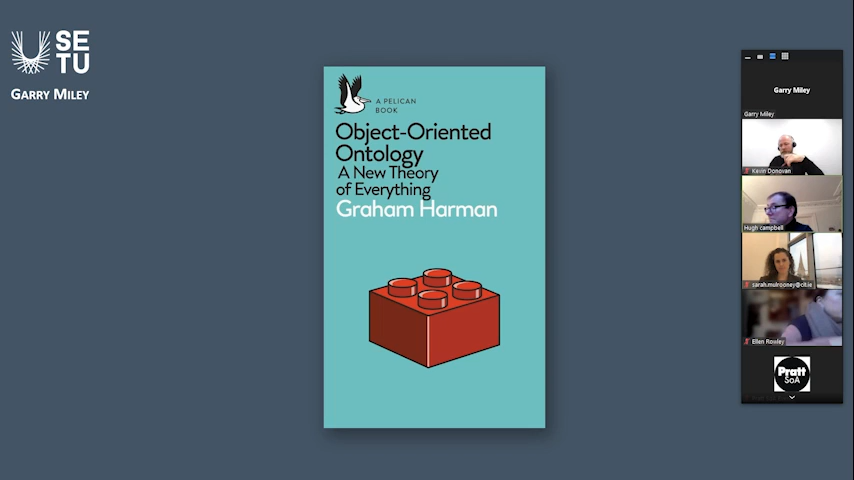 SE
TU
GARRY MILEY
A PELICAN
BOOK
Object-Oriented
Ontology
A New Theory
of Everything
Graham Harman
Garry Miley
Garry Miley
Kevin Donovan
Hugh campbell
sarah.mulrooney@cit.ie
Ellen Rowley
Pratt
SoA